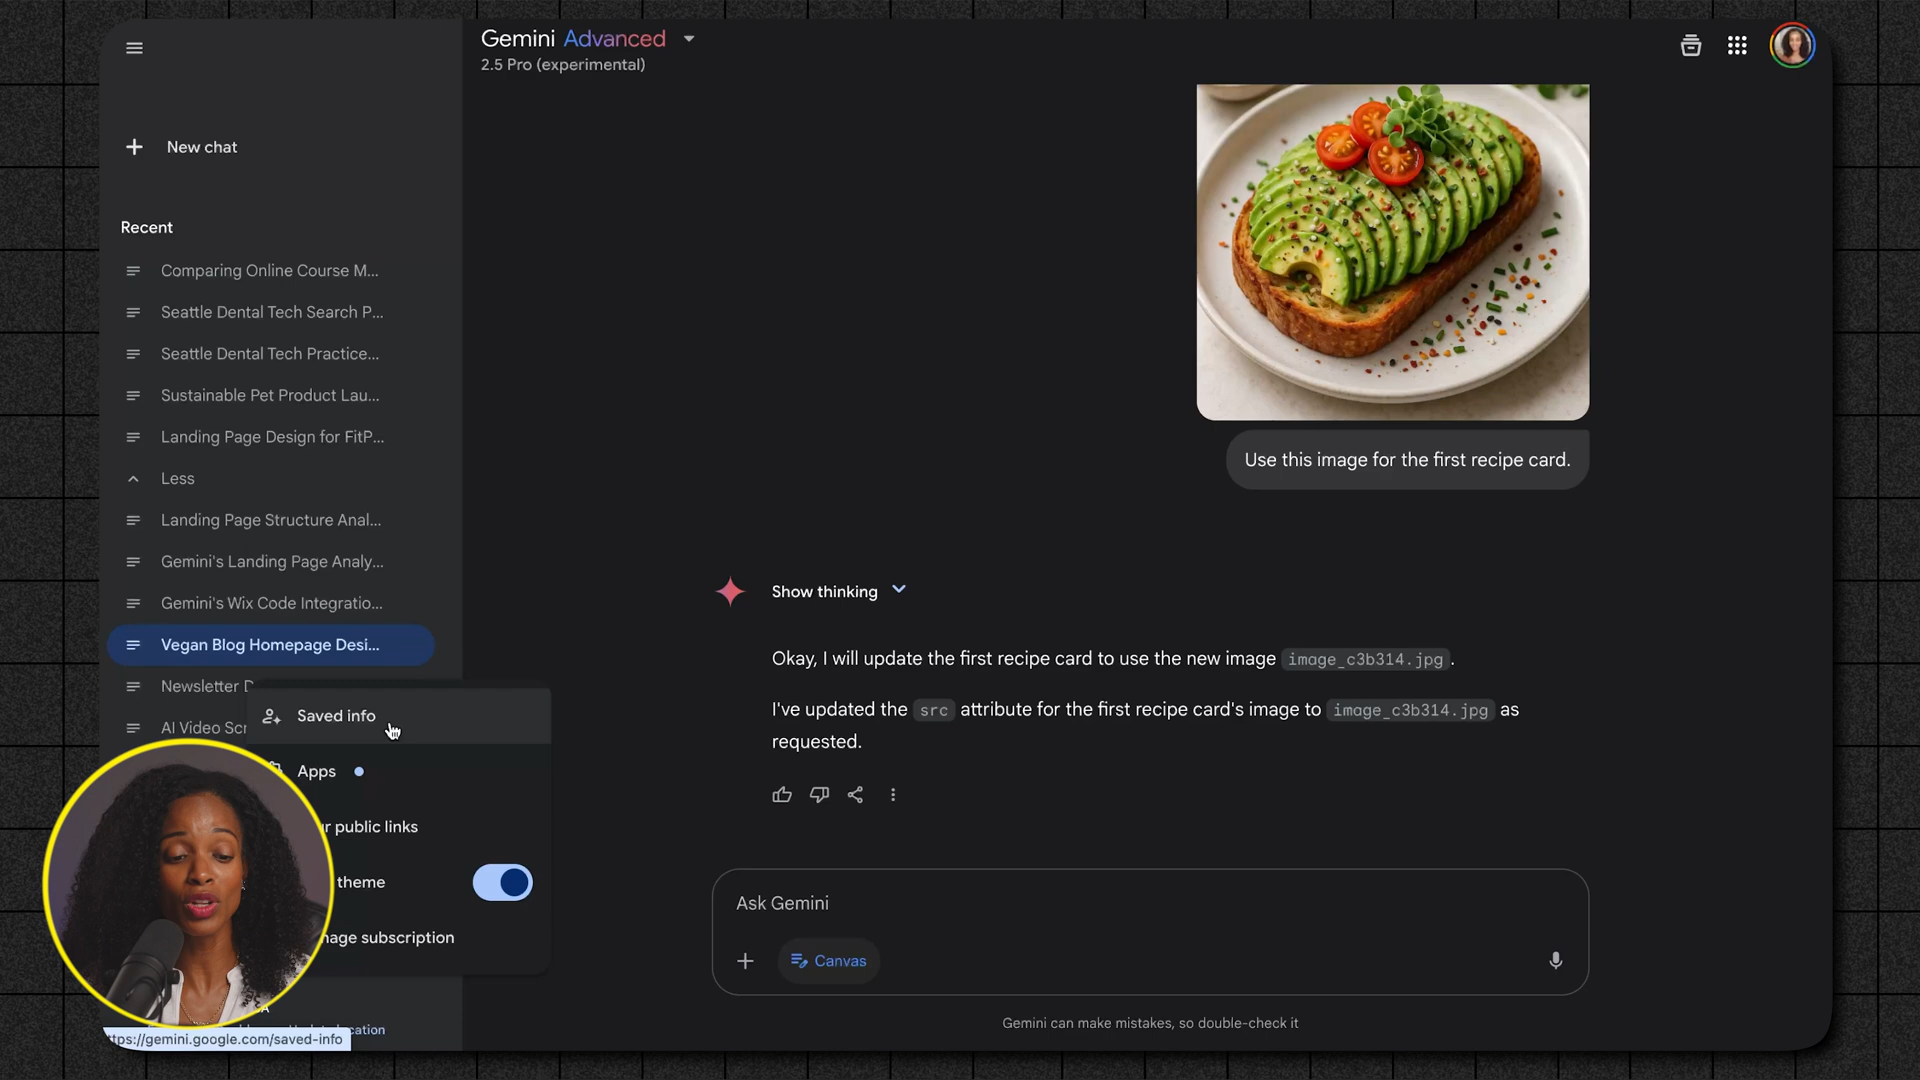 Gemini Advanced
2.5 Pro (experimental)
New chat
Recent
Comparing Online Course M...
Seattle Dental Tech Search P...
Seattle Dental Tech Practice...
Sustainable Pet Product Lau...
Landing Page Design for FitP...
Less
Landing Page Structure Anal...
Gemini's Landing Page Analy...
Gemini's Wix Code Integratio...
Vegan Blog Homepage Desi...
Newsletter D
AI Video Scr
Saved info
Apps
r public links
theme
nage subscription
ttps://gemini.google.com/saved-info
Use this image for the first recipe card.
Show thinking
Okay, I will update the first recipe card to use the new image image_c3b314.jpg.
I've updated the src attribute for the first recipe card's image to image_c3b314.jpg as
requested.
Ask Gemini
Canvas
Gemini can make mistakes, so double-check it